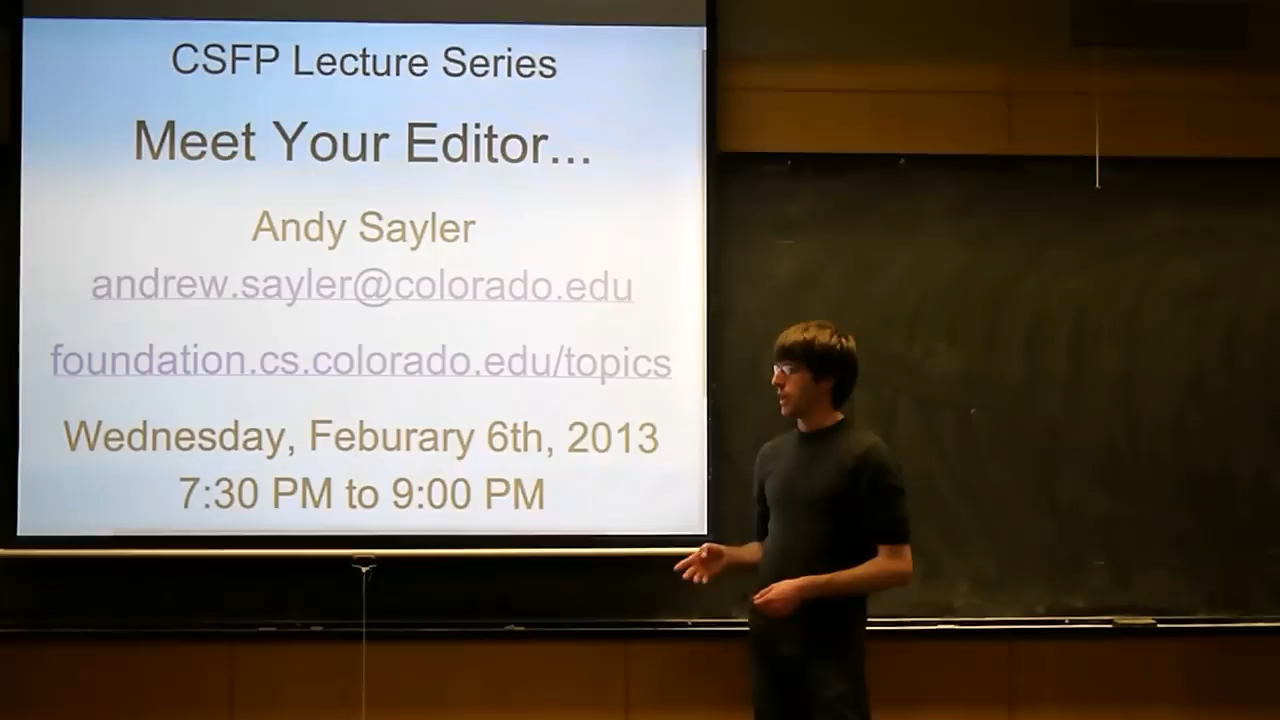 CSFP Lecture Series
Meet Your Editor...
Andy Sayler
andrew.sayler@colorado.edu
foundation.cs.colorado.edu/topics
Wednesday, Feburary 6th, 2013
7:30 PM to 9:00 PM